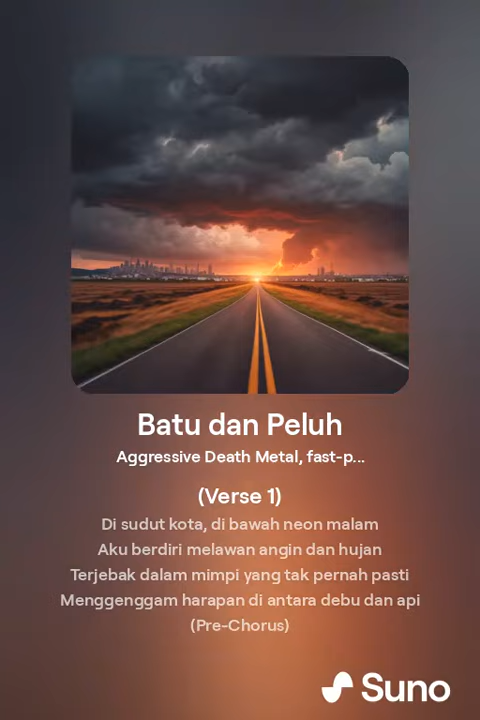 Batu dan Peluh
Aggressive Death Metal, fast-p...
(Verse 1)
Di sudut kota, di bawah neon malam
Aku berdiri melawan angin dan hujan
Terjebak dalam mimpi yang tak pernah pasti
Menggenggam harapan di antara debu dan api
(Pre-Chorus)
Suno